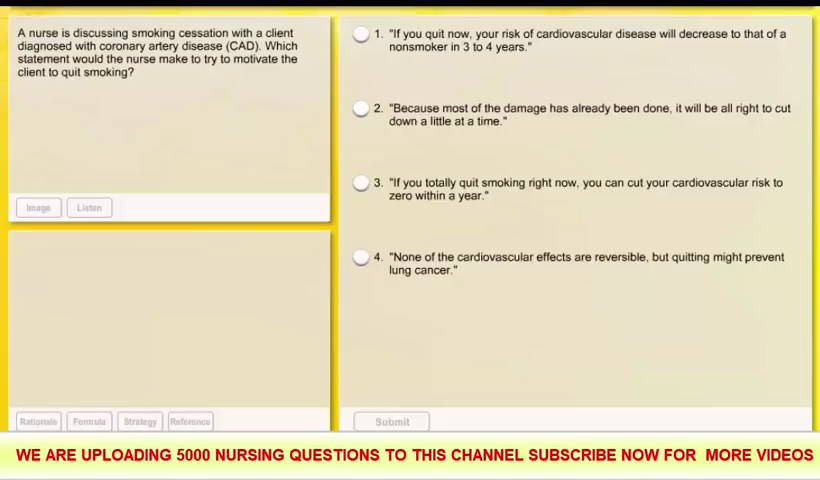 A nurse is discussing smoking cessation with a client
diagnosed with coronary artery disease (CAD). Which
statement would the nurse make to try to motivate the
client to quit smoking?
Image Listen
1. "If you quit now, your risk of cardiovascular disease will decrease to that of a
nonsmoker in 3 to 4 years."
2. "Because most of the damage has already been done, it will be all right to cut
down a little at a time."
3. "If you totally quit smoking right now, you can cut your cardiovascular risk to
zero within a year."
4. "None of the cardiovascular effects are reversible, but quitting might prevent
lung cancer."
Rationale Formula Strategy Reference
Submit
WE ARE UPLOADING 5000 NURSING QUESTIONS TO THIS CHANNEL SUBSCRIBE NOW FOR MORE VIDEOS